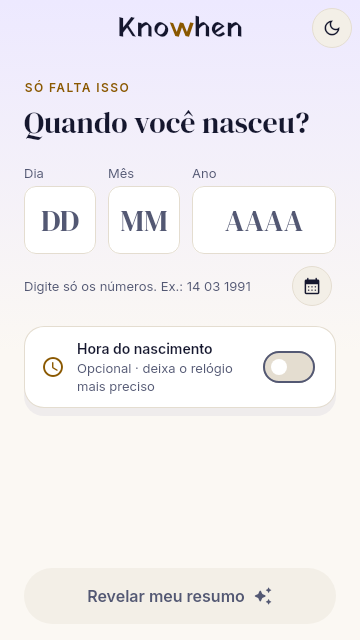 Knowhen
SÓ FALTA ISSO
Quando você nasceu?
Dia
Mês
Ano
DD
MM
AAAA
Digite só os números. Ex.: 14 03 1991
Hora do nascimento
Opcional · deixa o relógio
mais preciso
Revelar meu resumo